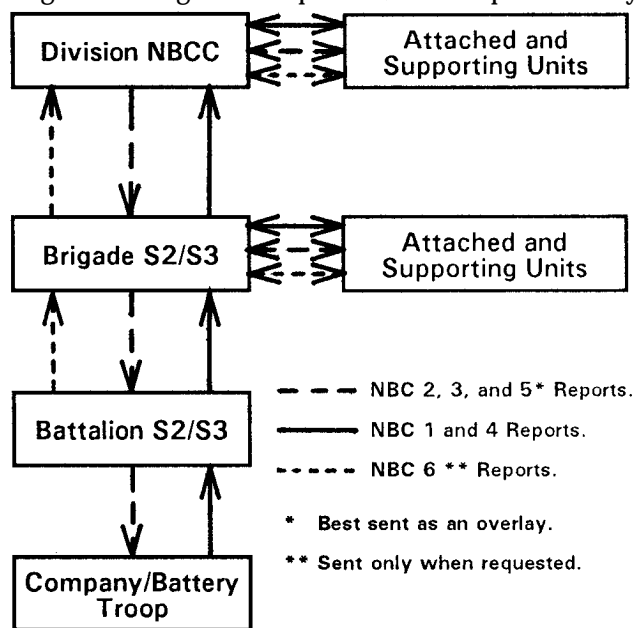 Division NBCC
Attached and
Supporting Units
Brigade S2/S3
Attached and
Supporting Units
Battalion S2/S3
NBC 2, 3, and 5* Reports.
NBC 1 and 4 Reports.
NBC 6 ** Reports.
* Best sent as an overlay.
** Sent only when requested.
Company/Battery
Troop